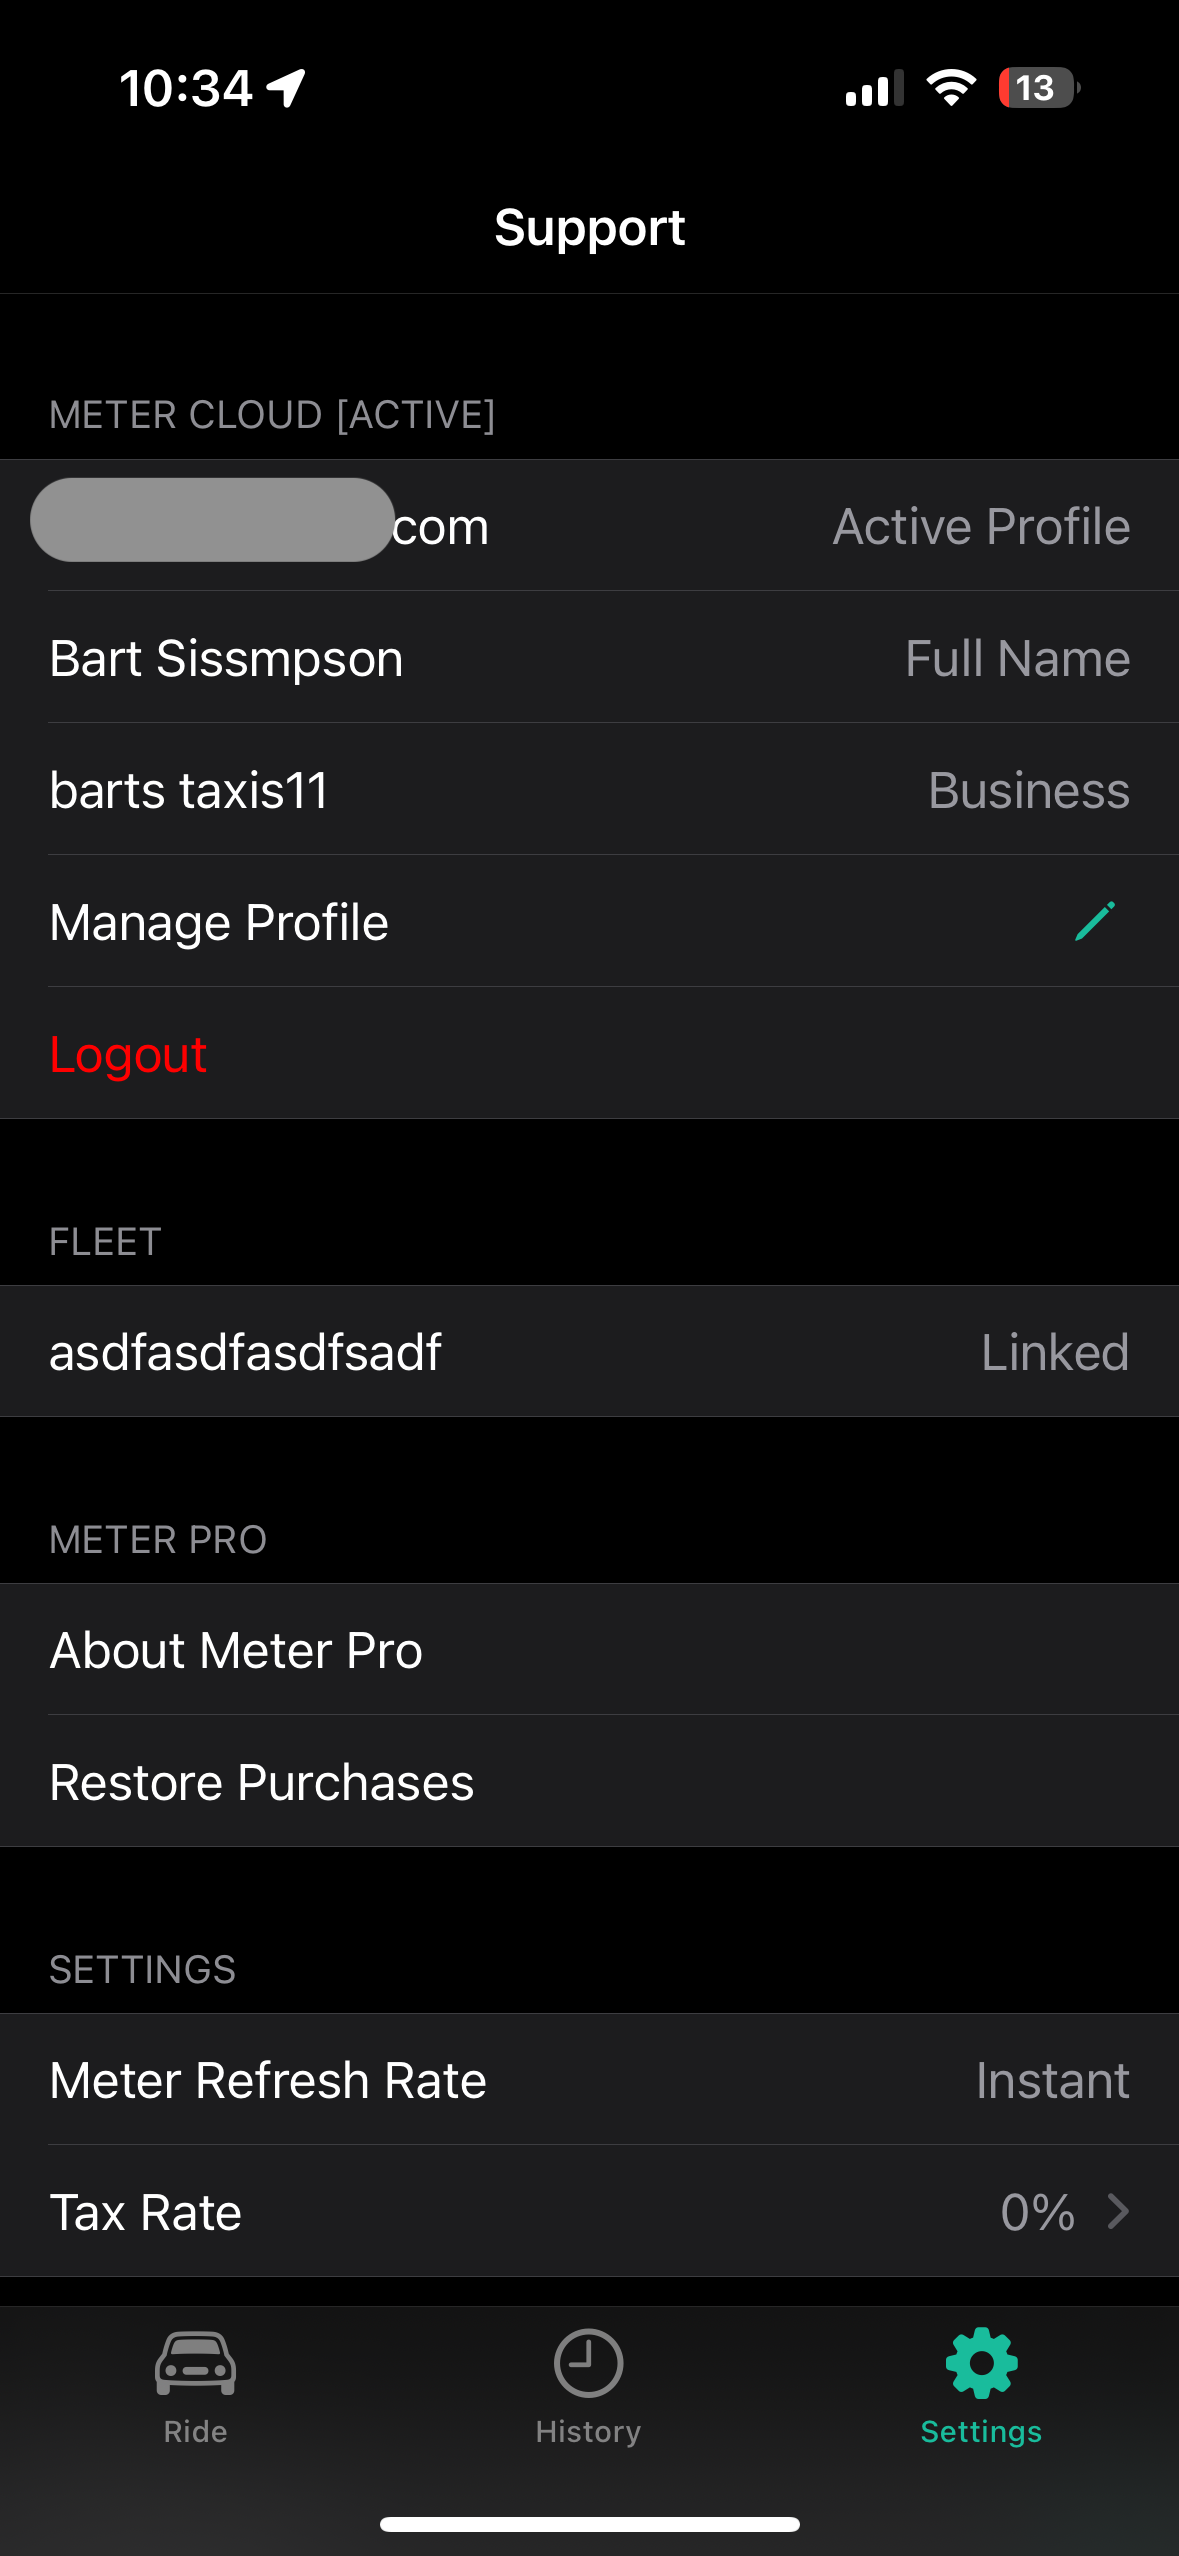 10:34
13
Support
METER CLOUD [ACTIVE]
com Active Profile
Bart Sissmpson Full Name
barts taxis11 Business
Manage Profile
Logout
FLEET
asdfasdfasdfsadf Linked
METER PRO
About Meter Pro
Restore Purchases
SETTINGS
Meter Refresh Rate Instant
Tax Rate 0%
Ride History Settings